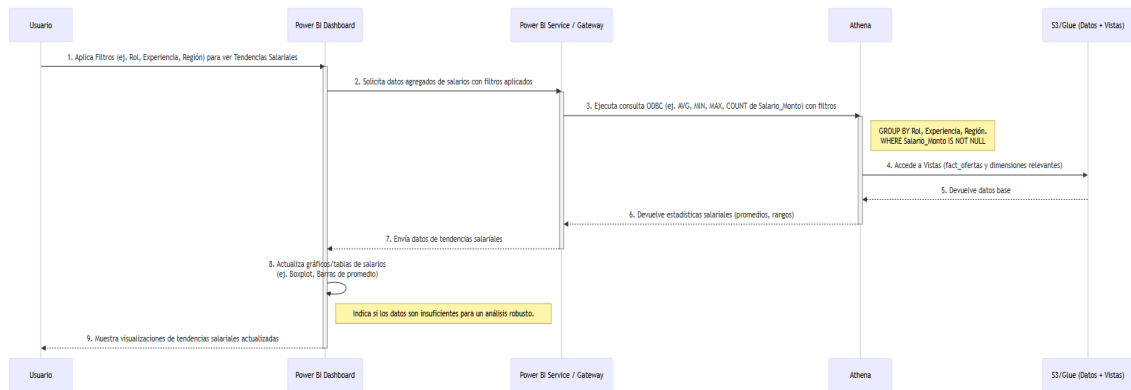 Usuario
Power BI Dashboard
Power BI Service / Gateway
Athena
S3/Glue (Datos + Vistas)
1. Aplica Filtros (ej. Rol, Experiencia, Región) para ver Tendencias Salariales
2. Solicita datos agregados de salarios con filtros aplicados
3. Ejecuta consulta ODBC (ej. AVG, MIN, MAX, COUNT de Salario_Monto) con filtros
GROUP BY Rol, Experiencia, Región.
WHERE Salario_Monto IS NOT NULL
4. Accede a Vistas (fact_ofertas y dimensiones relevantes)
5. Devuelve datos base
6. Devuelve estadísticas salariales (promedios, rangos)
7. Envía datos de tendencias salariales
8. Actualiza gráficos/tablas de salarios
(ej. Boxplot, Barras de promedio)
Indica si los datos son insuficientes para un análisis robusto.
9. Muestra visualizaciones de tendencias salariales actualizadas
Usuario
Power BI Dashboard
Power BI Service / Gateway
Athena
S3/Glue (Datos + Vistas)